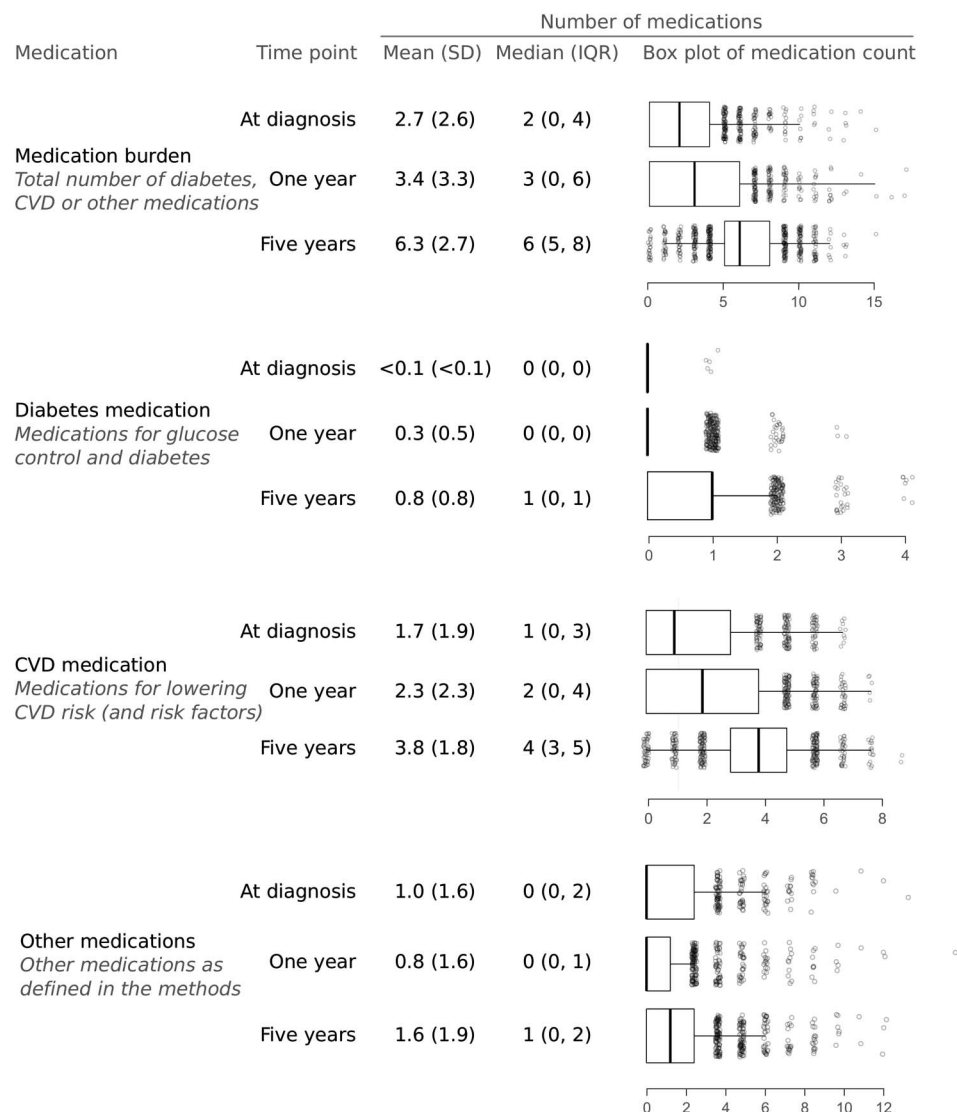 Number of medications
Medication Time point Mean (SD) Median (IQR) Box plot of medication count
At diagnosis 2.7 (2.6) 2 (0, 4)
Medication burden
Total number of diabetes, One year 3.4 (3.3) 3 (0, 6)
CVD or other medications
Five years 6.3 (2.7) 6 (5, 8)
0 5 10 15
At diagnosis <0.1 (<0.1) 0 (0, 0)
Diabetes medication
Medications for glucose One year 0.3 (0.5) 0 (0, 0)
control and diabetes
Five years 0.8 (0.8) 1 (0, 1)
0 1 2 3 4
At diagnosis 1.7 (1.9) 1 (0, 3)
CVD medication
Medications for lowering One year 2.3 (2.3) 2 (0, 4)
CVD risk (and risk factors)
Five years 3.8 (1.8) 4 (3, 5)
0 2 4 6 8
At diagnosis 1.0 (1.6) 0 (0, 2)
Other medications
Other medications as One year 0.8 (1.6) 0 (0, 1)
defined in the methods
Five years 1.6 (1.9) 1 (0, 2)
0 2 4 6 8 10 12